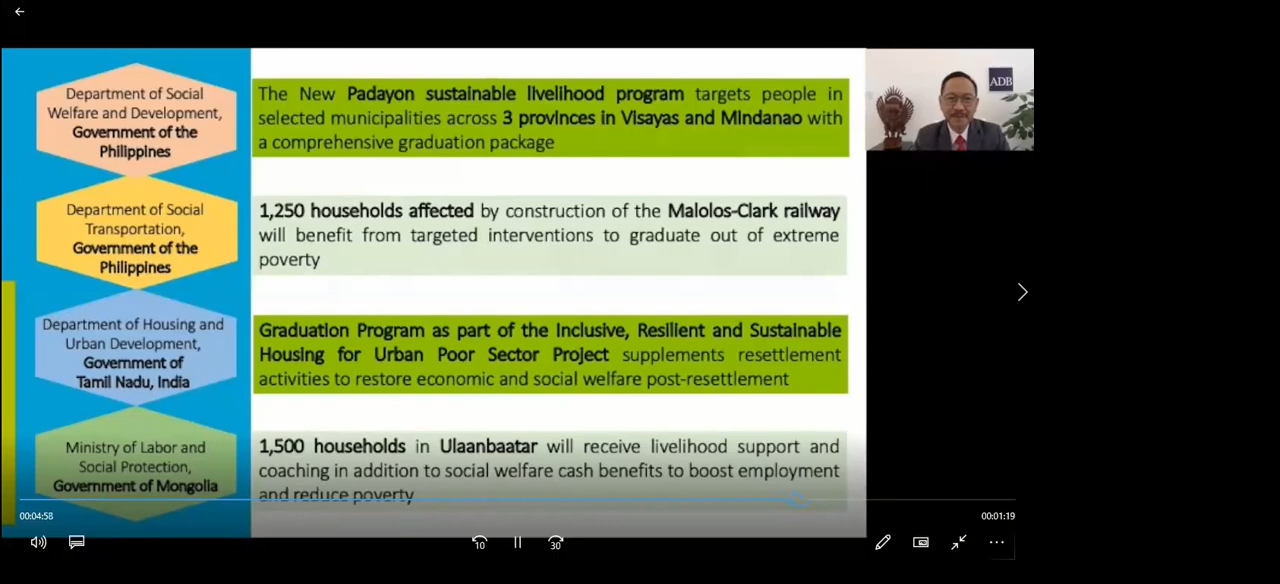 Department of Social
Welfare and Development,
Government of the
Philippines
The New Padayon sustainable livelihood program targets people in
selected municipalities across 3 provinces in Visayas and Mindanao with
a comprehensive graduation package
ADB
Department of Social
Transportation,
Government of the
Philippines
1,250 households affected by construction of the Malolos-Clark railway
will benefit from targeted interventions to graduate out of extreme
poverty
Department of Housing and
Urban Development,
Government of
Tamil Nadu, India
Graduation Program as part of the Inclusive, Resilient and Sustainable
Housing for Urban Poor Sector Project supplements resettlement
activities to restore economic and social welfare post-resettlement
Ministry of Labor and
Social Protection,
Government of Mongolia
1,500 households in Ulaanbaatar will receive livelihood support and
coaching in addition to social welfare cash benefits to boost employment
and reduce poverty
00:04:58
00:01:19
10
30